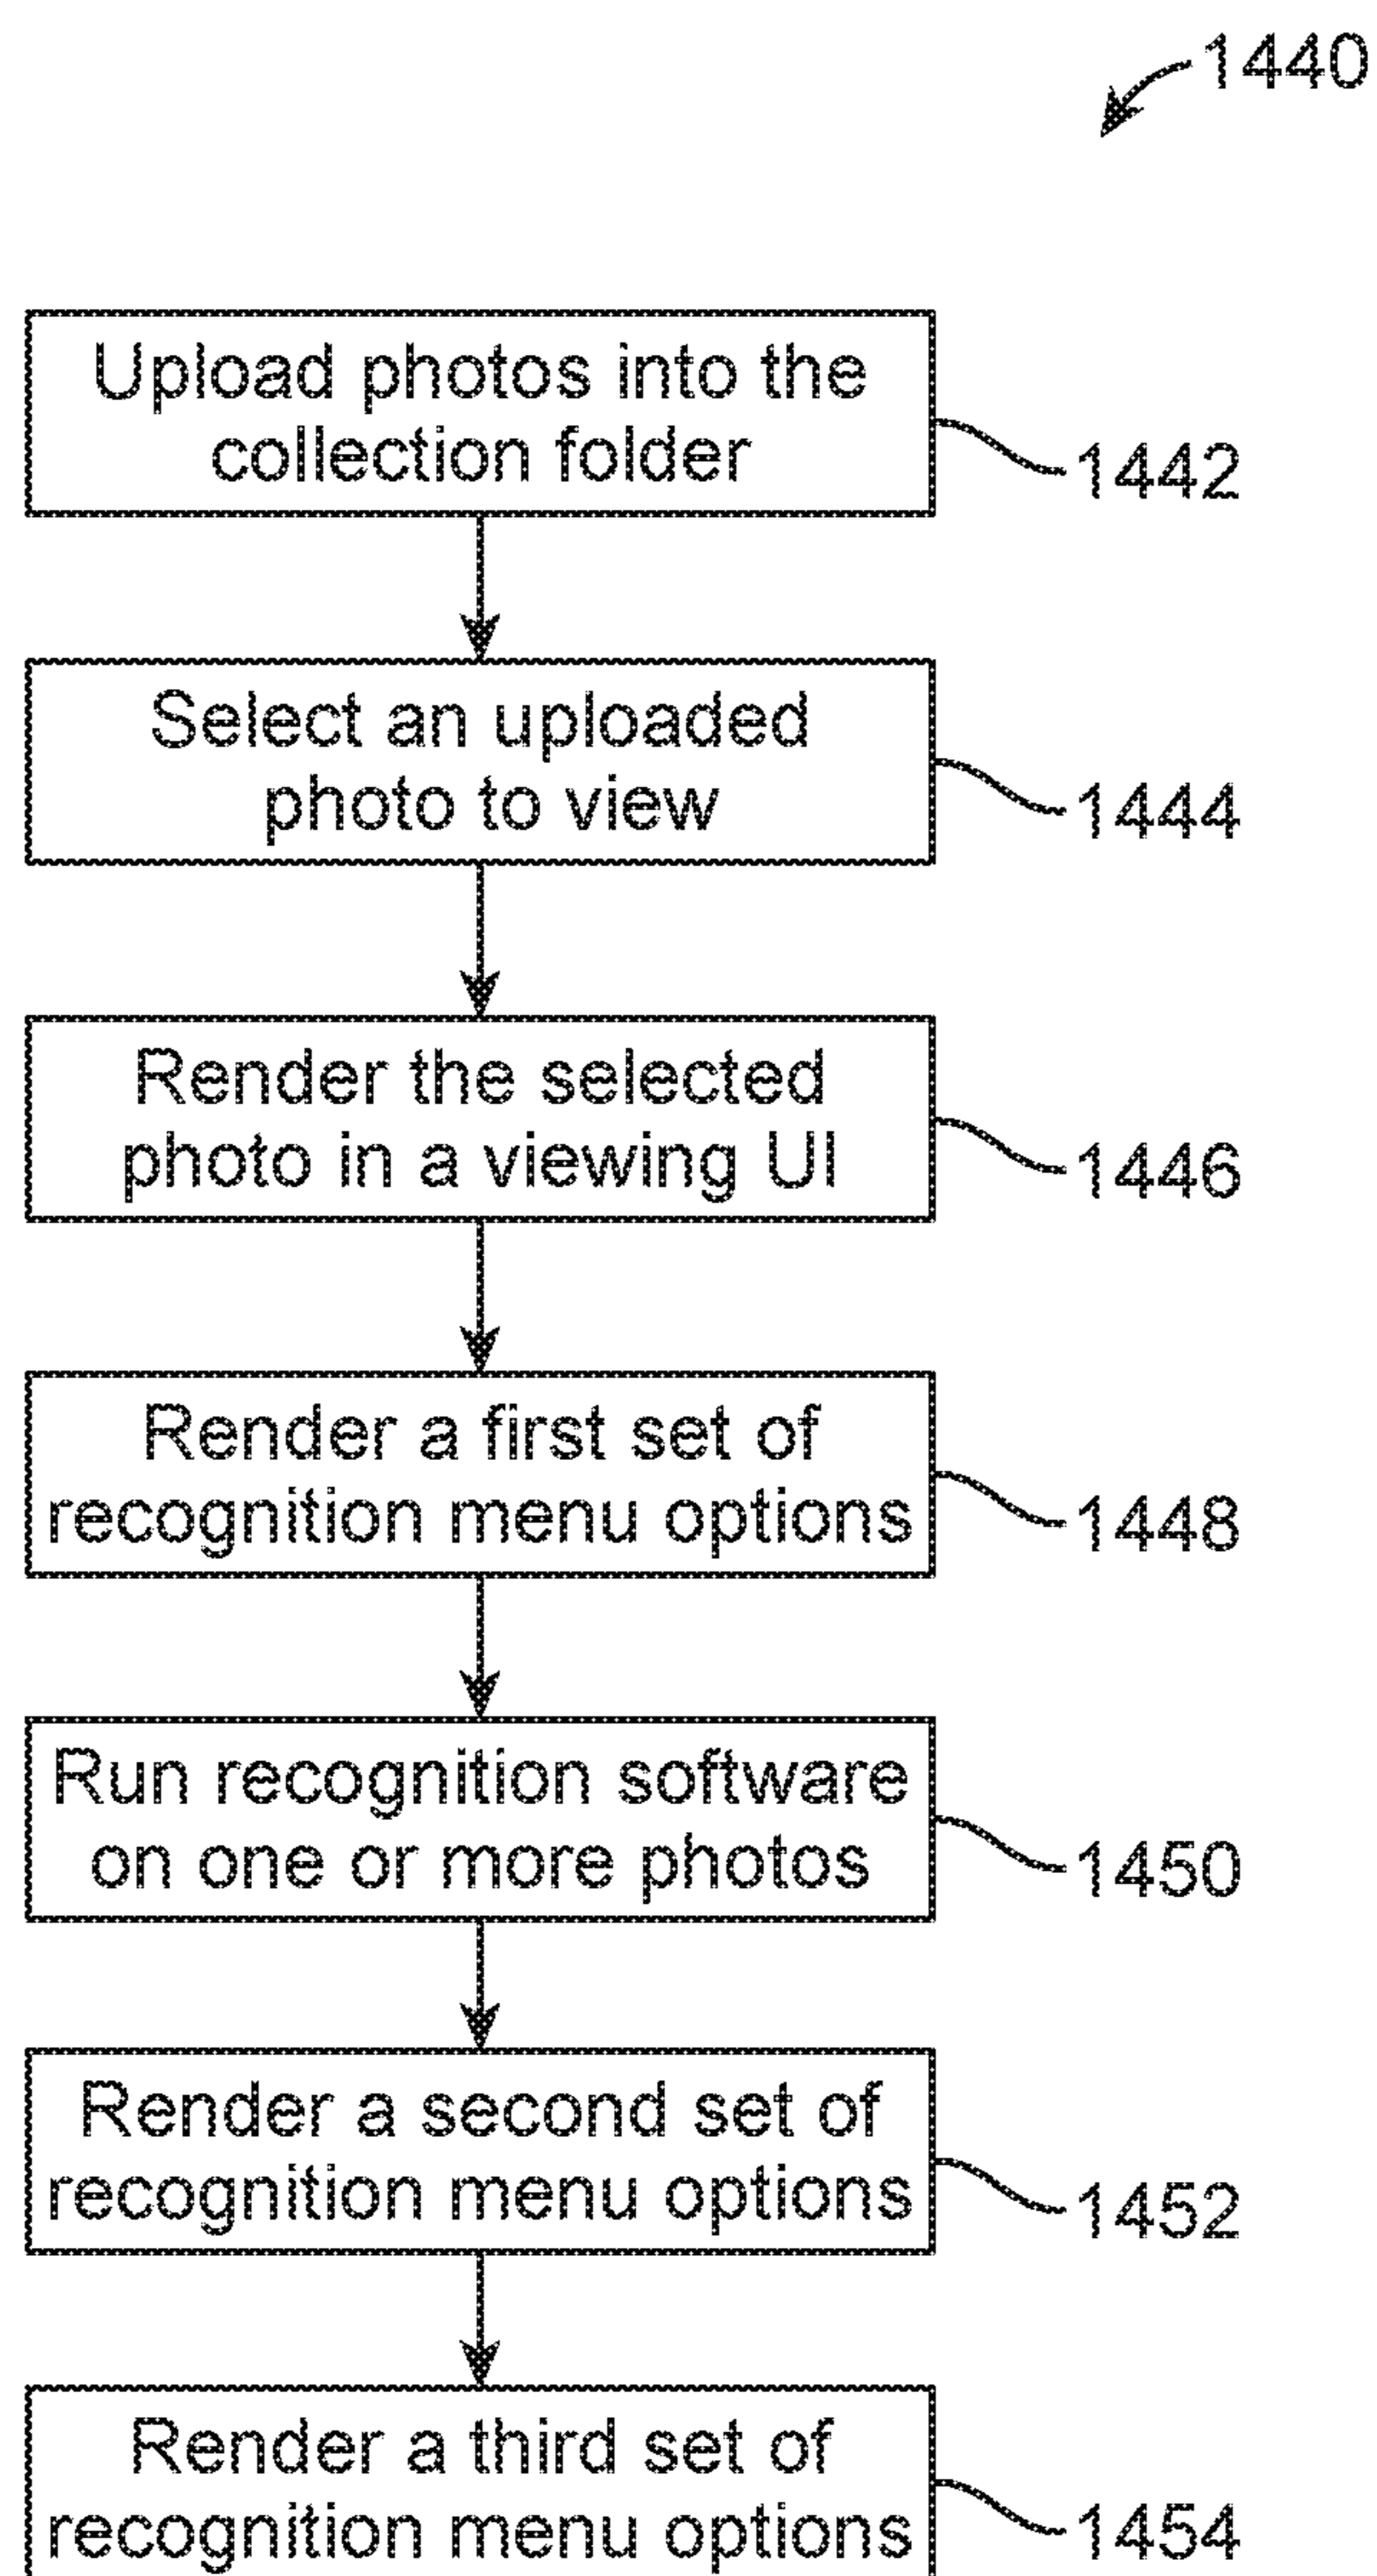 1440
Upload photos into the
collection folder
1442
Select an uploaded
photo to view
1444
Render the selected
photo in a viewing UI
1446
Render a first set of
recognition menu options
1448
Run recognition software
on one or more photos
1450
Render a second set of
recognition menu options
1452
Render a third set of
recognition menu options
1454